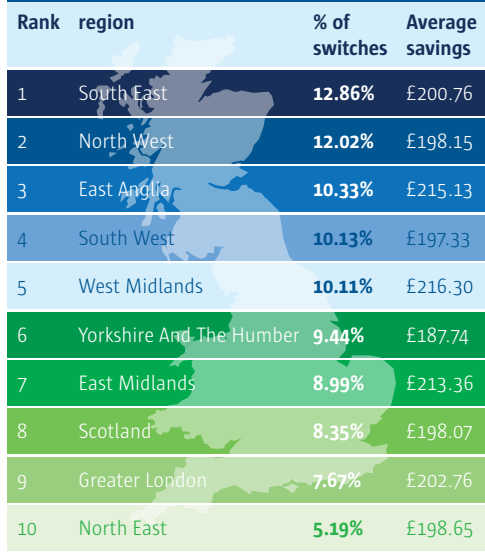 Rank region % of switches Average savings
1 South East 12.86% £200.76
2 North West 12.02% £198.15
3 East Anglia 10.33% £215.13
4 South West 10.13% £197.33
5 West Midlands 10.11% £216.30
6 Yorkshire And The Humber 9.44% £187.74
7 East Midlands 8.99% £213.36
8 Scotland 8.35% £198.07
9 Greater London 7.67% £202.76
10 North East 5.19% £198.65